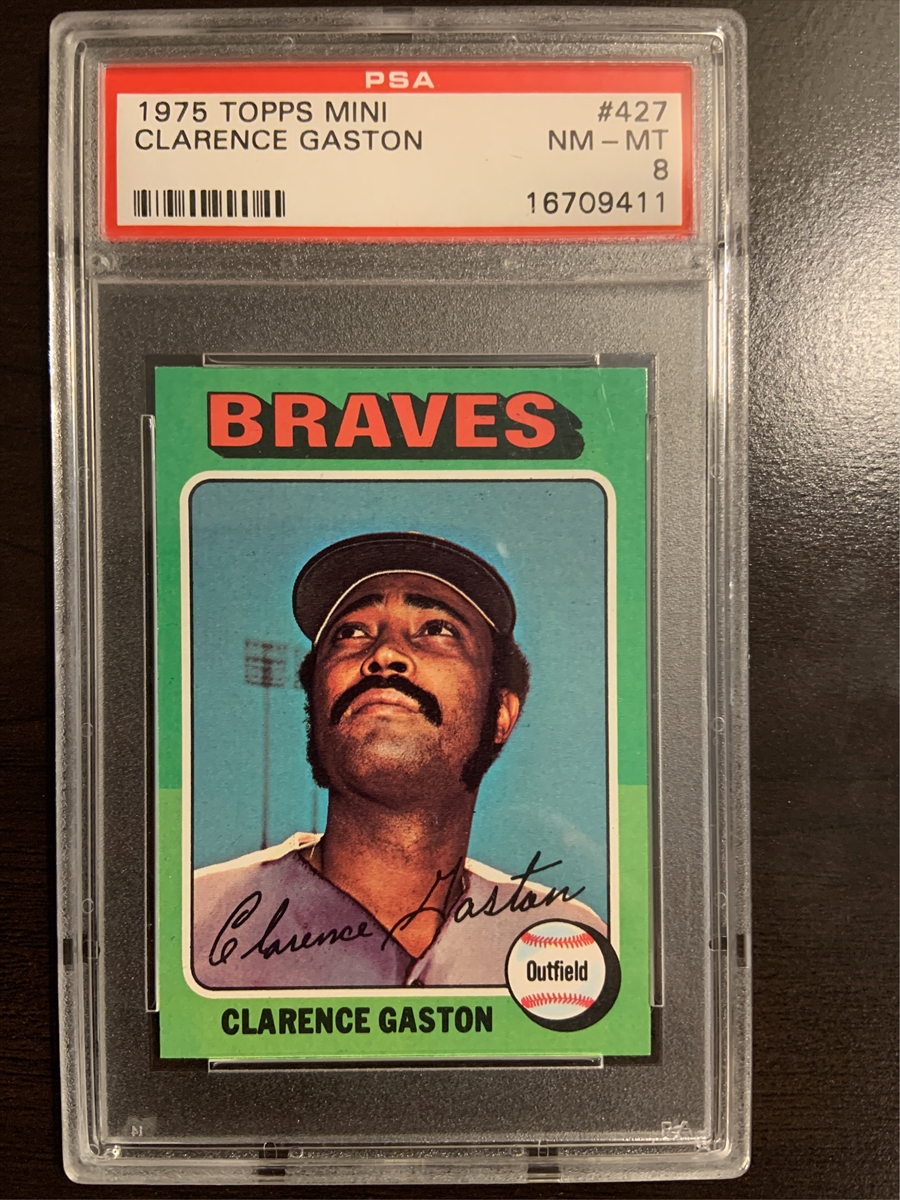 PSA
1975 TOPPS MINI #427
CLARENCE GASTON NM - MT
8
16709411
BRAVES
Clarence Gaston
Outfield
CLARENCE GASTON